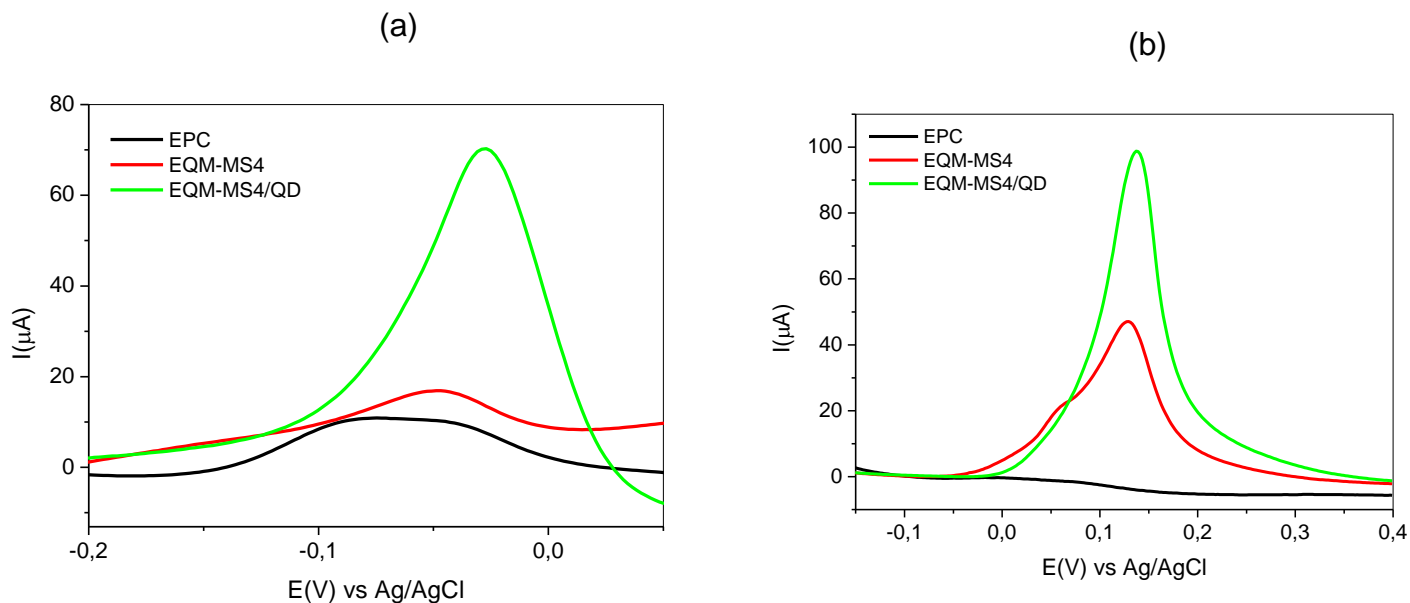 (a)
80
60
40
20
0
I(μA)
EPC
EQM-MS4
EQM-MS4/QD
-0,2
-0,1
0,0
E(V) vs Ag/AgCl
(b)
100
80
60
40
20
0
I(μA)
EPC
EQM-MS4
EQM-MS4/QD
-0,1
0,0
0,1
0,2
0,3
0,4
E(V) vs Ag/AgCl